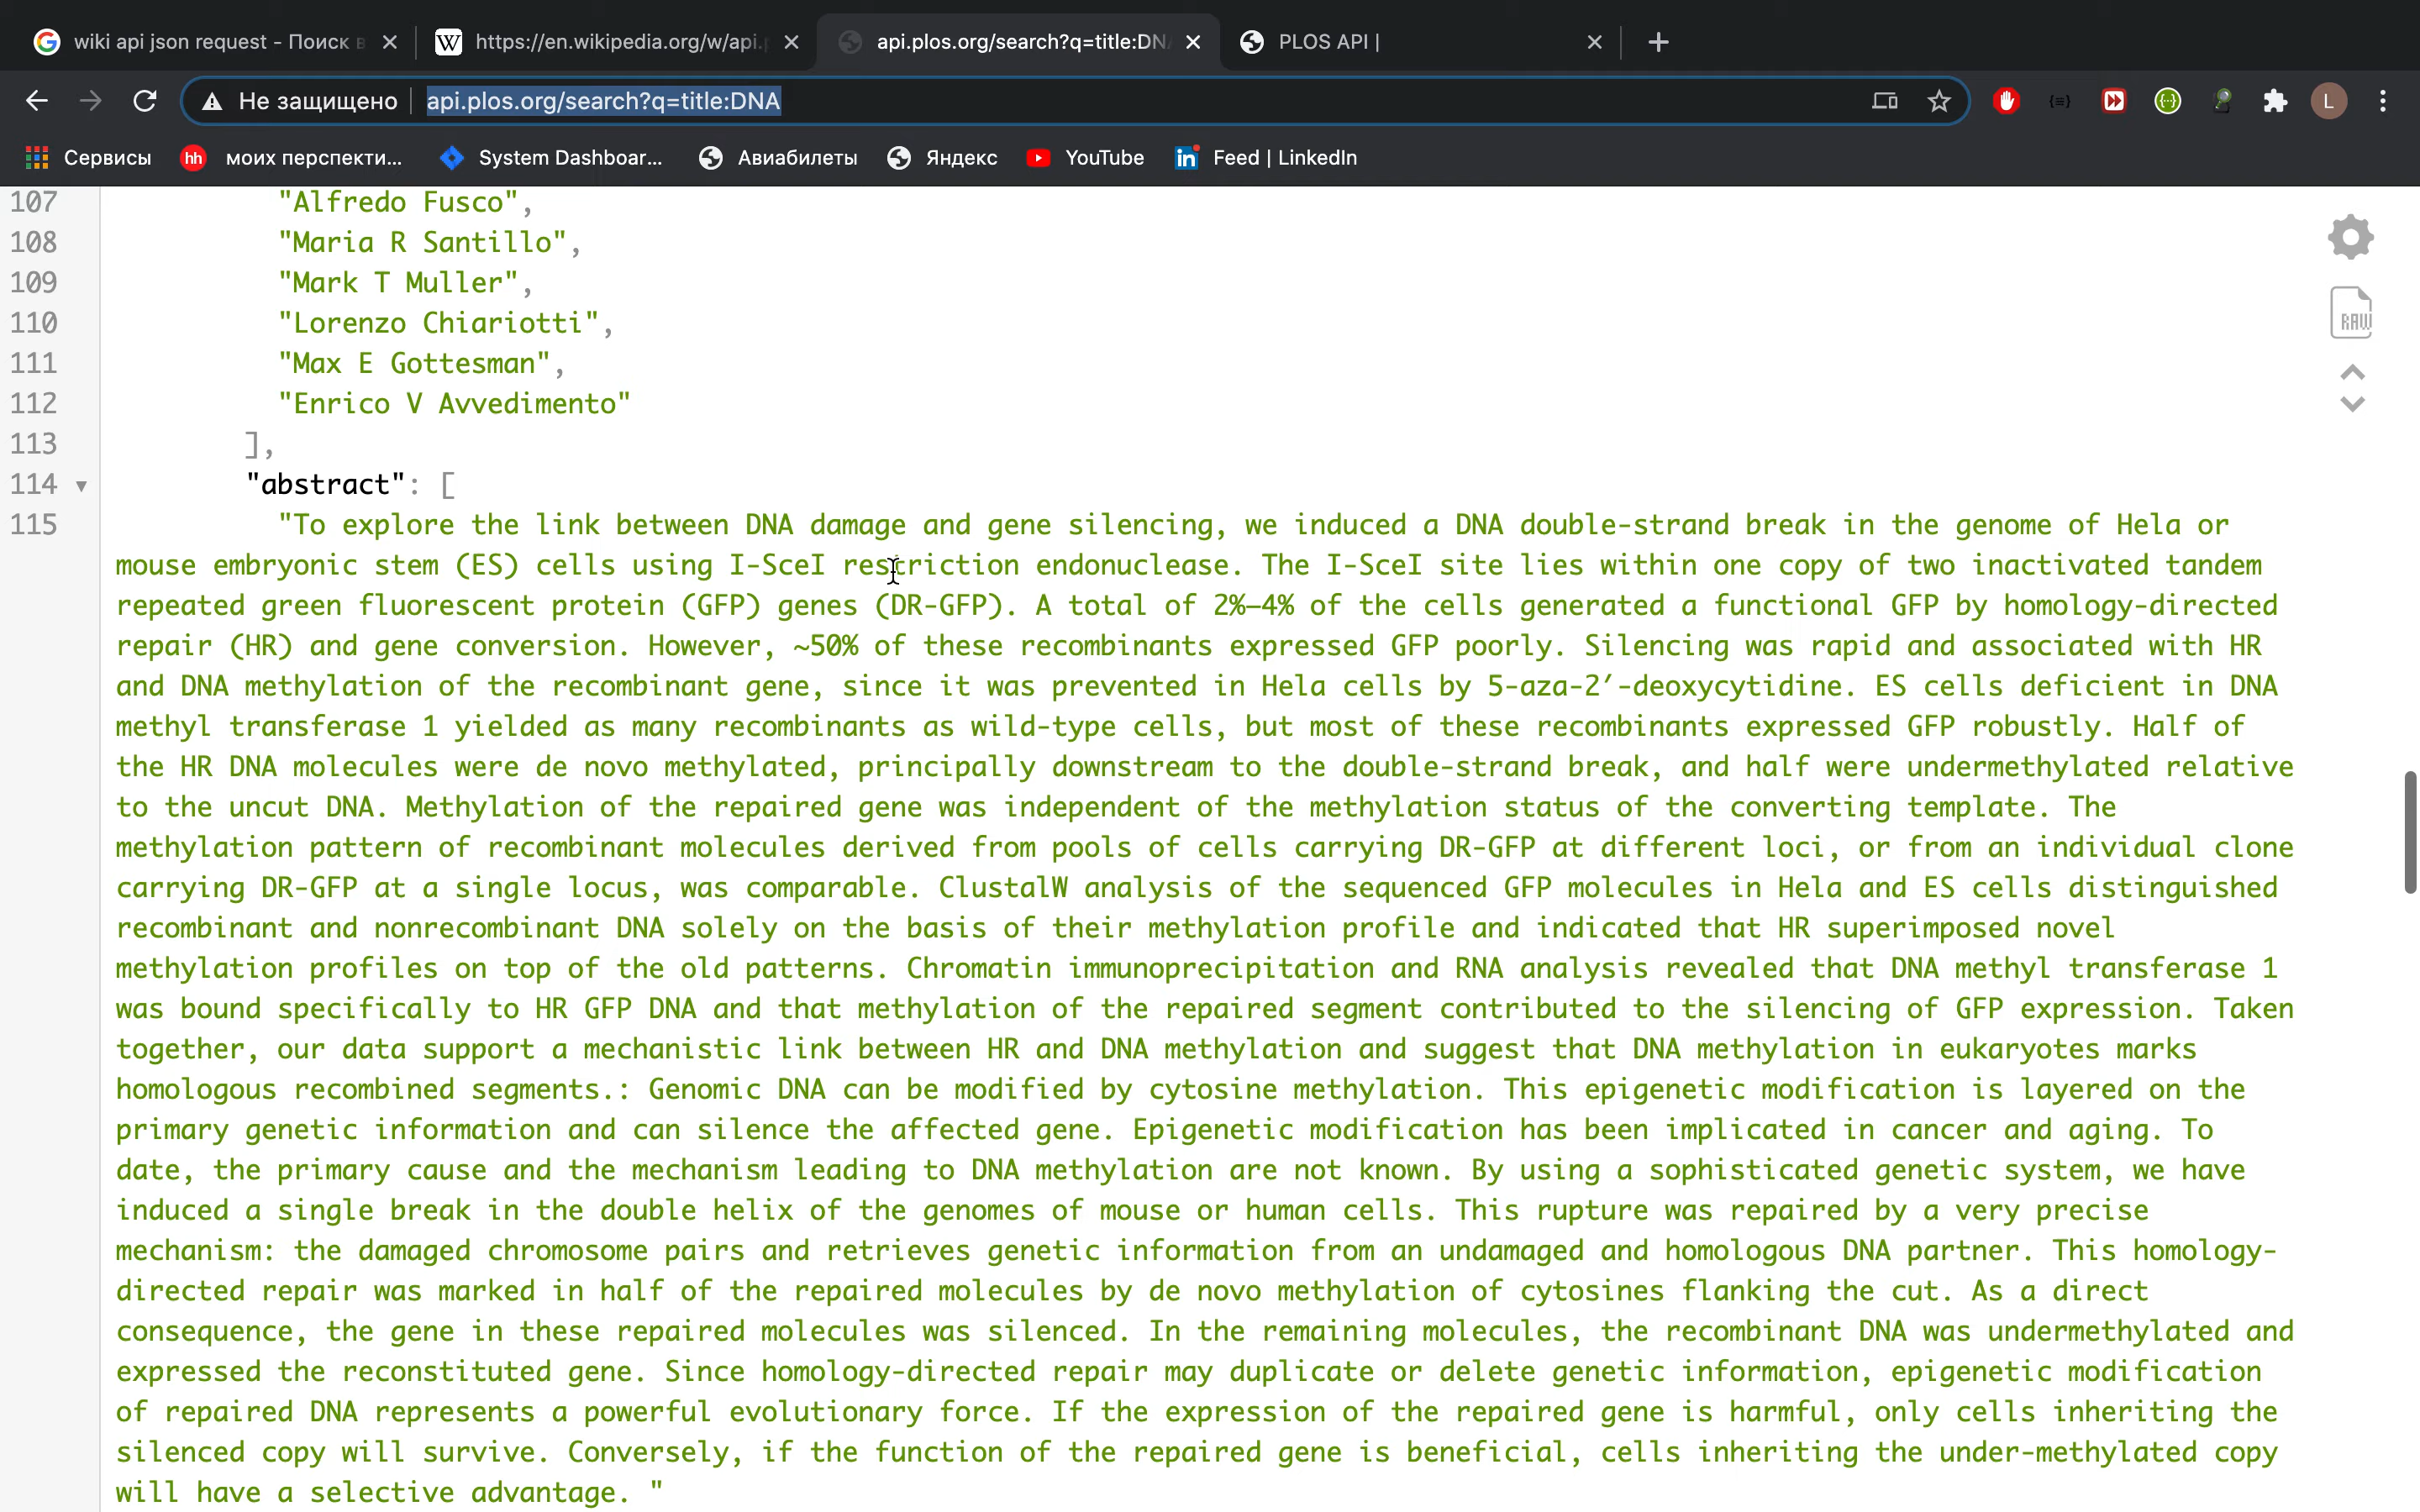 wiki api json request - Поиск в
https://en.wikipedia.org/w/api.p
api.plos.org/search?q=title:DN
PLOS API |
Не защищено
api.plos.org/search?q=title:DNA
L
Сервисы
hh
моих перспекти...
System Dashboar...
Авиабилеты
Яндекс
YouTube
Feed | LinkedIn
107 "Alfredo Fusco",
108 "Maria R Santillo",
109 "Mark T Muller",
110 "Lorenzo Chiariotti",
111 "Max E Gottesman",
112 "Enrico V Avvedimento"
113 ],
114 "abstract": [
115 "To explore the link between DNA damage and gene silencing, we induced a DNA double-strand break in the genome of Hela or
mouse embryonic stem (ES) cells using I-SceI restriction endonuclease. The I-SceI site lies within one copy of two inactivated tandem
repeated green fluorescent protein (GFP) genes (DR-GFP). A total of 2%–4% of the cells generated a functional GFP by homology-directed
repair (HR) and gene conversion. However, ~50% of these recombinants expressed GFP poorly. Silencing was rapid and associated with HR
and DNA methylation of the recombinant gene, since it was prevented in Hela cells by 5-aza-2′-deoxycytidine. ES cells deficient in DNA
methyl transferase 1 yielded as many recombinants as wild-type cells, but most of these recombinants expressed GFP robustly. Half of
the HR DNA molecules were de novo methylated, principally downstream to the double-strand break, and half were undermethylated relative
to the uncut DNA. Methylation of the repaired gene was independent of the methylation status of the converting template. The
methylation pattern of recombinant molecules derived from pools of cells carrying DR-GFP at different loci, or from an individual clone
carrying DR-GFP at a single locus, was comparable. ClustalW analysis of the sequenced GFP molecules in Hela and ES cells distinguished
recombinant and nonrecombinant DNA solely on the basis of their methylation profile and indicated that HR superimposed novel
methylation profiles on top of the old patterns. Chromatin immunoprecipitation and RNA analysis revealed that DNA methyl transferase 1
was bound specifically to HR GFP DNA and that methylation of the repaired segment contributed to the silencing of GFP expression. Taken
together, our data support a mechanistic link between HR and DNA methylation and suggest that DNA methylation in eukaryotes marks
homologous recombined segments.: Genomic DNA can be modified by cytosine methylation. This epigenetic modification is layered on the
primary genetic information and can silence the affected gene. Epigenetic modification has been implicated in cancer and aging. To
date, the primary cause and the mechanism leading to DNA methylation are not known. By using a sophisticated genetic system, we have
induced a single break in the double helix of the genomes of mouse or human cells. This rupture was repaired by a very precise
mechanism: the damaged chromosome pairs and retrieves genetic information from an undamaged and homologous DNA partner. This homology-
directed repair was marked in half of the repaired molecules by de novo methylation of cytosines flanking the cut. As a direct
consequence, the gene in these repaired molecules was silenced. In the remaining molecules, the recombinant DNA was undermethylated and
expressed the reconstituted gene. Since homology-directed repair may duplicate or delete genetic information, epigenetic modification
of repaired DNA represents a powerful evolutionary force. If the expression of the repaired gene is harmful, only cells inheriting the
silenced copy will survive. Conversely, if the function of the repaired gene is beneficial, cells inheriting the under-methylated copy
will have a selective advantage. "
RAW